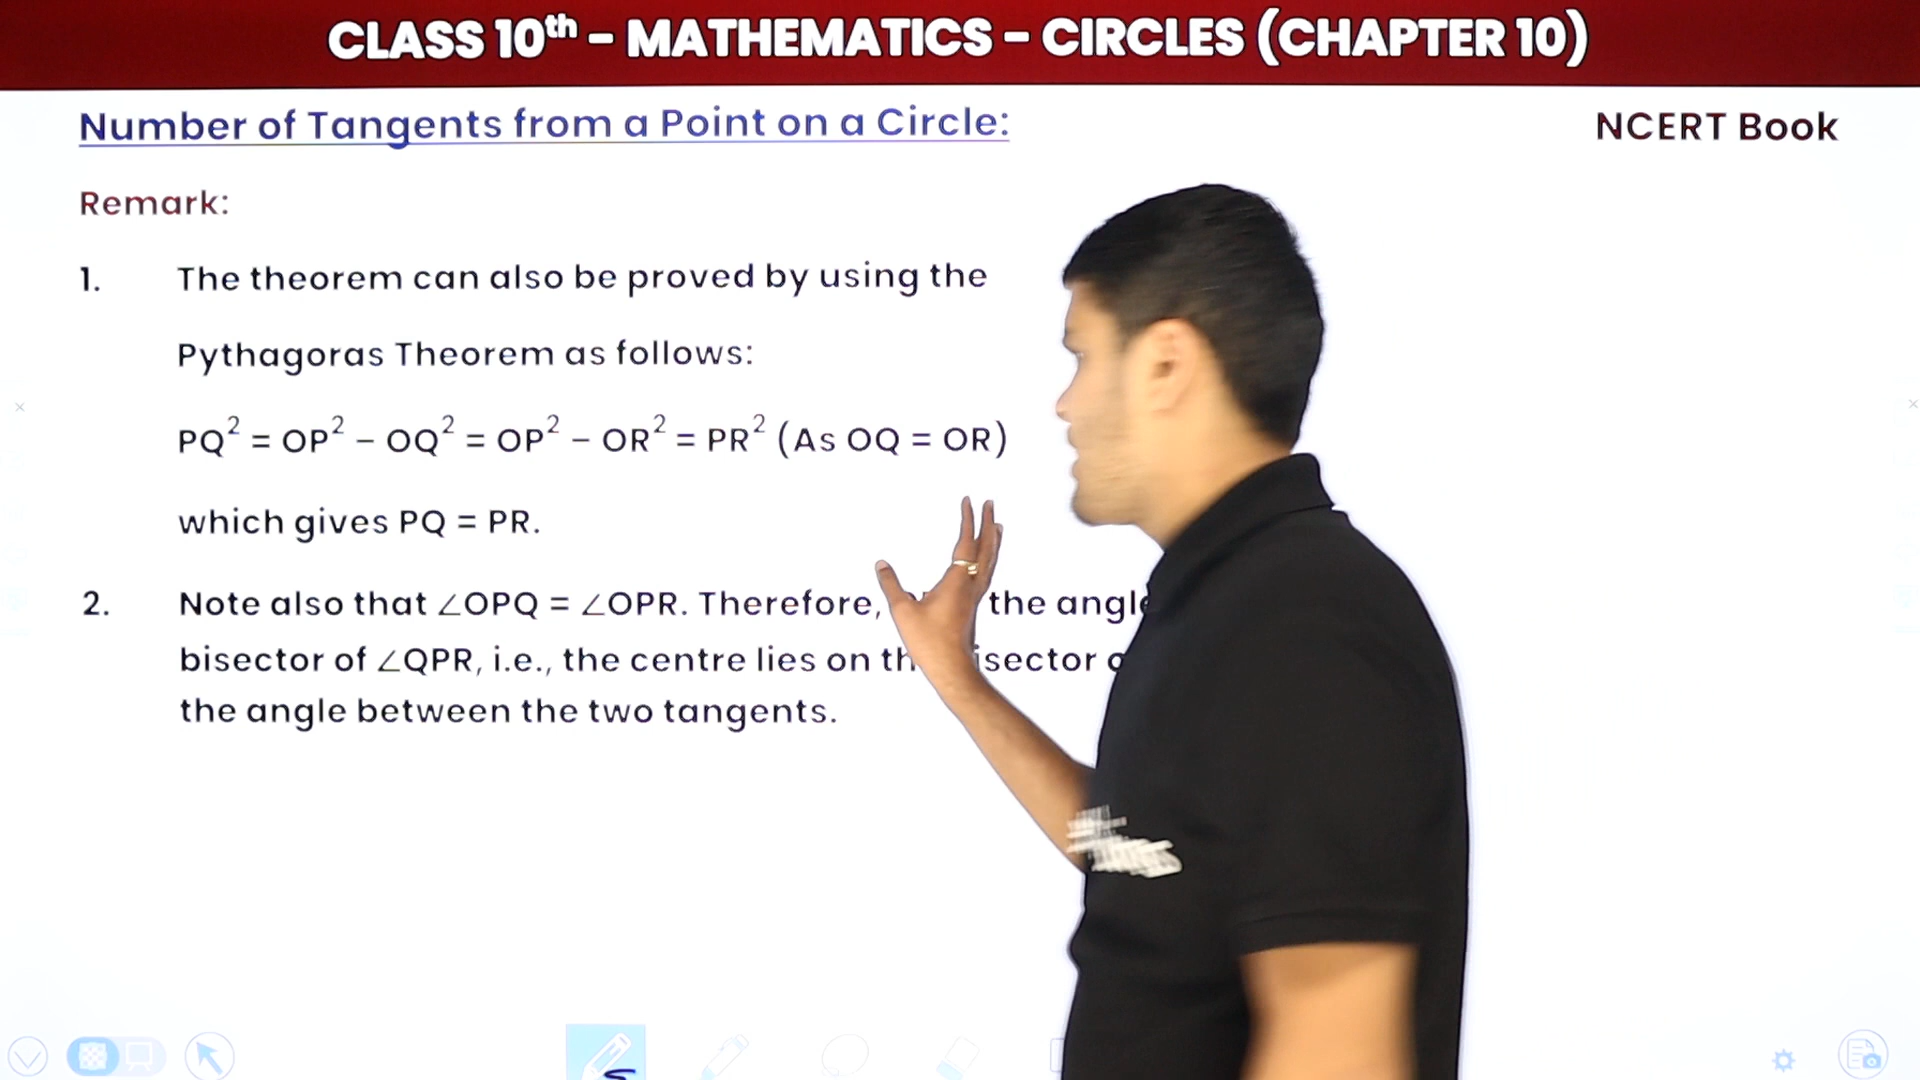 CLASS 10th – MATHEMATICS – CIRCLES (CHAPTER 10)
Number of Tangents from a Point on a Circle:
NCERT Book
Remark:
1. The theorem can also be proved by using the
Pythagoras Theorem as follows:
PQ² = OP² – OQ² = OP² – OR² = PR² (As OQ = OR)
which gives PQ = PR.
2. Note also that ∠OPQ = ∠OPR. Therefore, the
bisector of ∠QPR, i.e., the centre lies on
the angle between the two tangents.